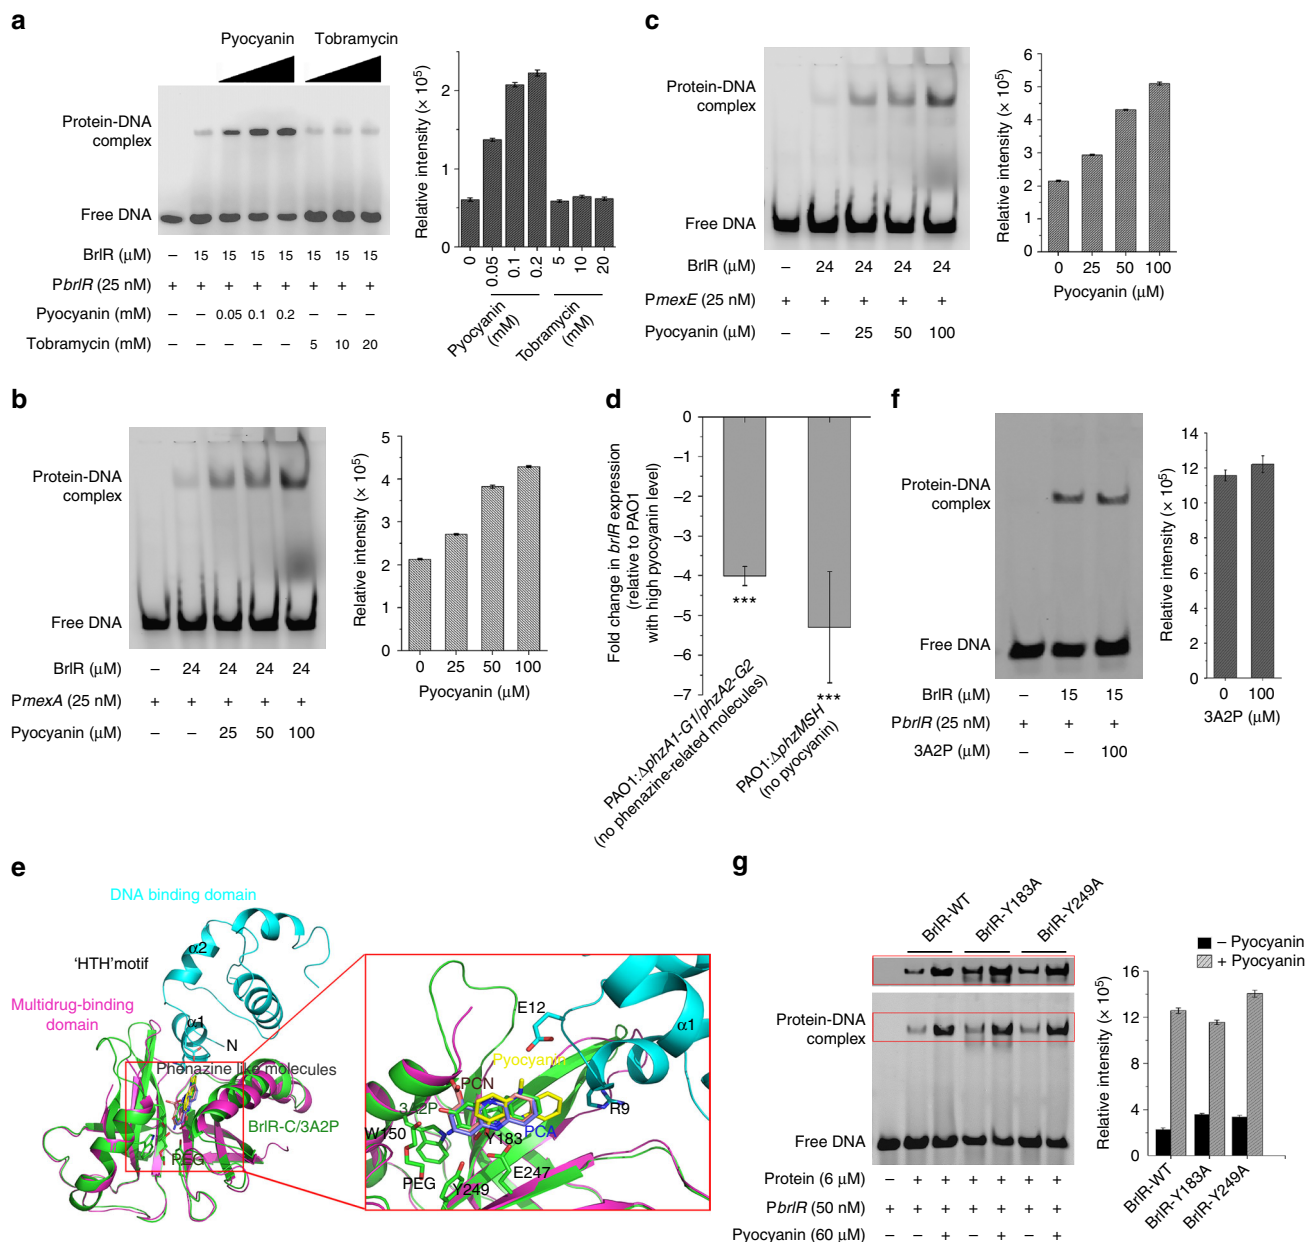 a
Pyocyanin Tobramycin
Protein-DNA
complex
Free DNA
BrlR (μM) – 15 15 15 15 15 15 15
PbrlR (25 nM) + + + + + + + +
Pyocyanin (mM) – – 0.05 0.1 0.2 – – –
Tobramycin (mM) – – – – – 5 10 20
Relative intensity (× 10⁵)
2
1
0
0 0.05 0.1 0.2 5 10 20
Pyocyanin
(mM)
Tobramycin
(mM)
c
Protein-DNA
complex
Free DNA
BrlR (μM) – 24 24 24 24
PmexE (25 nM) + + + + +
Pyocyanin (μM) – – 25 50 100
Relative intensity (× 10⁵)
6
5
4
3
2
1
0
0 25 50 100
Pyocyanin (μM)
b
Protein-DNA
complex
Free DNA
BrlR (μM) – 24 24 24 24
PmexA (25 nM) + + + + +
Pyocyanin (μM) – – 25 50 100
Relative intensity (× 10⁵)
5
4
3
2
1
0
0 25 50 100
Pyocyanin (μM)
d
Fold change in brlR expression
(relative to PAO1
with high pyocyanin level)
0
–1
–2
–3
–4
–5
–6
–7
***
***
PAO1:ΔphzA1-G1/phzA2-G2
(no phenazine-related molecules)
PAO1:ΔphzMSH
(no pyocyanin)
f
Protein-DNA
complex
Free DNA
BrlR (μM) – 15 15
PbrlR (25 nM) + + +
3A2P (μM) – – 100
Relative intensity (× 10⁵)
14
12
10
8
6
4
2
0
0 100
3A2P
(μM)
e
DNA binding domain
α2
'HTH'motif
Multidrug-binding
domain
α1
N
Phenazine like molecules
BrlR-C/3A2P
PEG
E12
α1
Pyocyanin
PCN
3A2P
R9
W150
Y183
PCA
E247
PEG
Y249
g
BrlR-WT BrlR-Y183A BrlR-Y249A
Protein-DNA
complex
Free DNA
Protein (6 μM) – + + + + + +
PbrlR (50 nM) + + + + + + +
Pyocyanin (60 μM) – – + – + – +
– Pyocyanin
+ Pyocyanin
Relative intensity (× 10⁵)
16
12
8
4
0
BrlR-WT
BrlR-Y183A
BrlR-Y249A